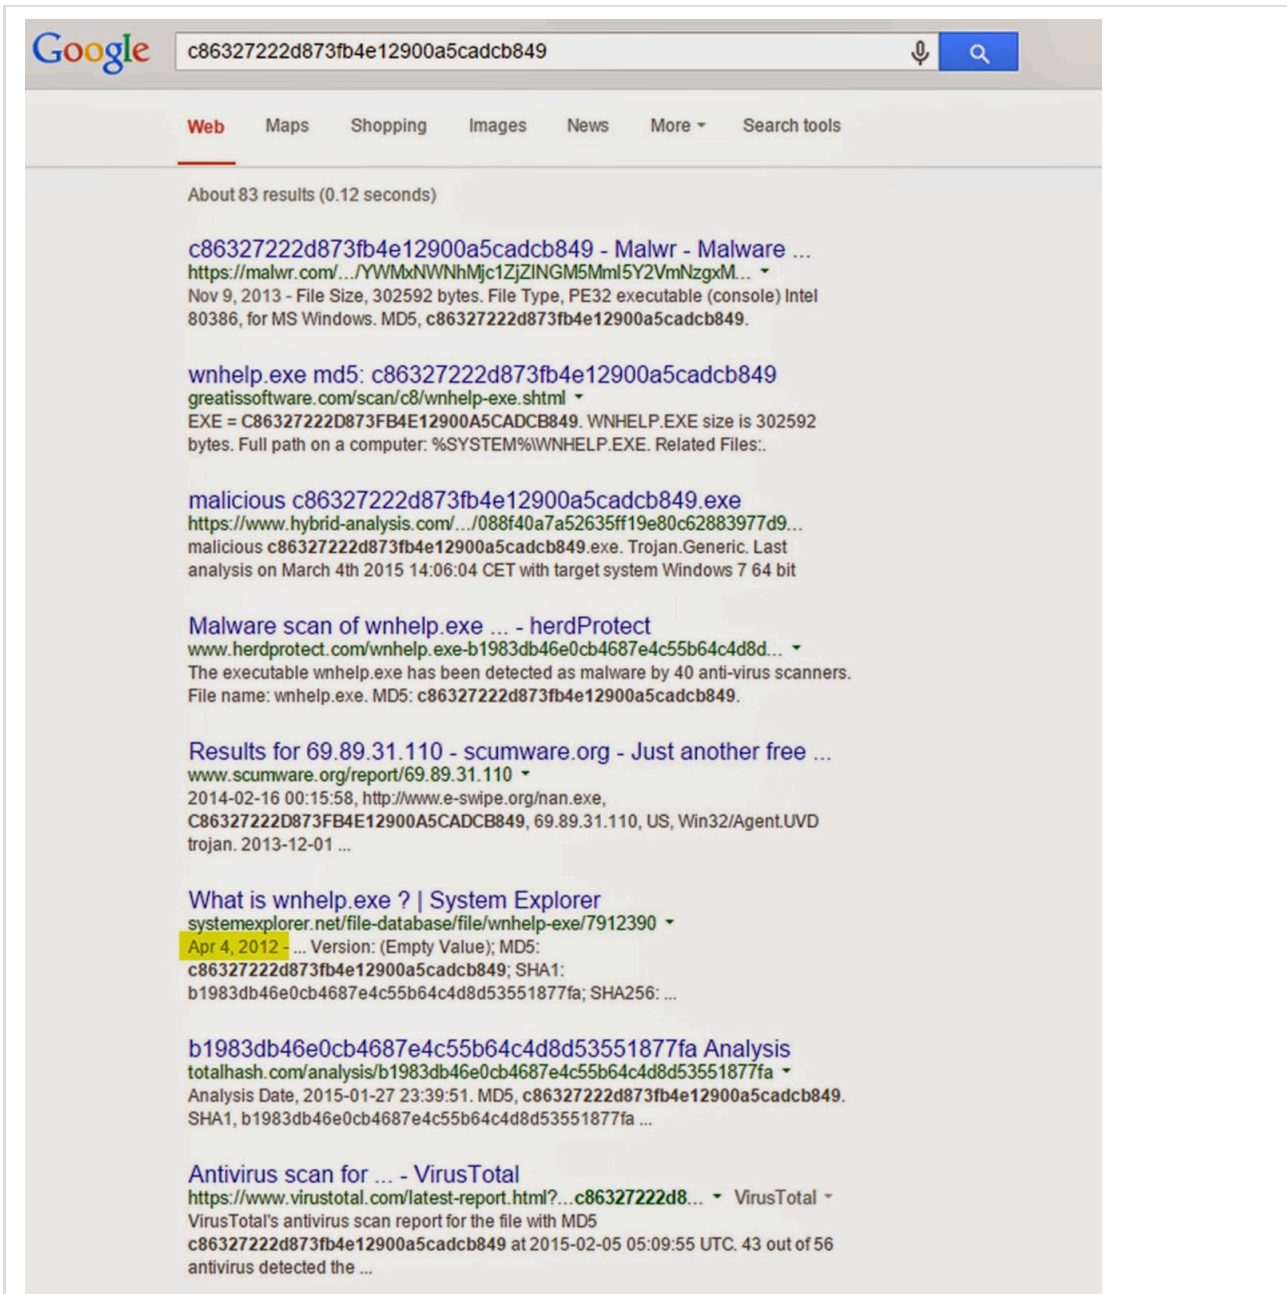 Google c86327222d873fb4e12900a5cadcb849
Web Maps Shopping Images News More Search tools
About 83 results (0.12 seconds)
c86327222d873fb4e12900a5cadcb849 - Malwr - Malware ...
https://malwr.com/.../YWMxNWNhMjc1ZjZlNGM5MmI5Y2VmNzgxM...
Nov 9, 2013 - File Size, 302592 bytes. File Type, PE32 executable (console) Intel
80386, for MS Windows. MD5, c86327222d873fb4e12900a5cadcb849.
wnhelp.exe md5: c86327222d873fb4e12900a5cadcb849
greatissoftware.com/scan/c8/wnhelp-exe.shtml
EXE = C86327222D873FB4E12900A5CADCB849. WNHELP.EXE size is 302592
bytes. Full path on a computer: %SYSTEM%\WNHELP.EXE. Related Files:.
malicious c86327222d873fb4e12900a5cadcb849.exe
https://www.hybrid-analysis.com/.../088f40a7a52635ff19e80c62883977d9...
malicious c86327222d873fb4e12900a5cadcb849.exe. Trojan.Generic. Last
analysis on March 4th 2015 14:06:04 CET with target system Windows 7 64 bit
Malware scan of wnhelp.exe ... - herdProtect
www.herdprotect.com/wnhelp.exe-b1983db46e0cb4687e4c55b64c4d8d...
The executable wnhelp.exe has been detected as malware by 40 anti-virus scanners.
File name: wnhelp.exe. MD5: c86327222d873fb4e12900a5cadcb849.
Results for 69.89.31.110 - scumware.org - Just another free ...
www.scumware.org/report/69.89.31.110
2014-02-16 00:15:58, http://www.e-swipe.org/nan.exe,
C86327222D873FB4E12900A5CADCB849, 69.89.31.110, US, Win32/Agent.UVD
trojan. 2013-12-01 ...
What is wnhelp.exe ? | System Explorer
systemexplorer.net/file-database/file/wnhelp-exe/7912390
Apr 4, 2012 - ... Version: (Empty Value); MD5:
c86327222d873fb4e12900a5cadcb849; SHA1:
b1983db46e0cb4687e4c55b64c4d8d53551877fa; SHA256: ...
b1983db46e0cb4687e4c55b64c4d8d53551877fa Analysis
totalhash.com/analysis/b1983db46e0cb4687e4c55b64c4d8d53551877fa
Analysis Date, 2015-01-27 23:39:51. MD5, c86327222d873fb4e12900a5cadcb849.
SHA1, b1983db46e0cb4687e4c55b64c4d8d53551877fa ...
Antivirus scan for ... - VirusTotal
https://www.virustotal.com/latest-report.html?...c86327222d8... VirusTotal
VirusTotal's antivirus scan report for the file with MD5
c86327222d873fb4e12900a5cadcb849 at 2015-02-05 05:09:55 UTC. 43 out of 56
antivirus detected the ...